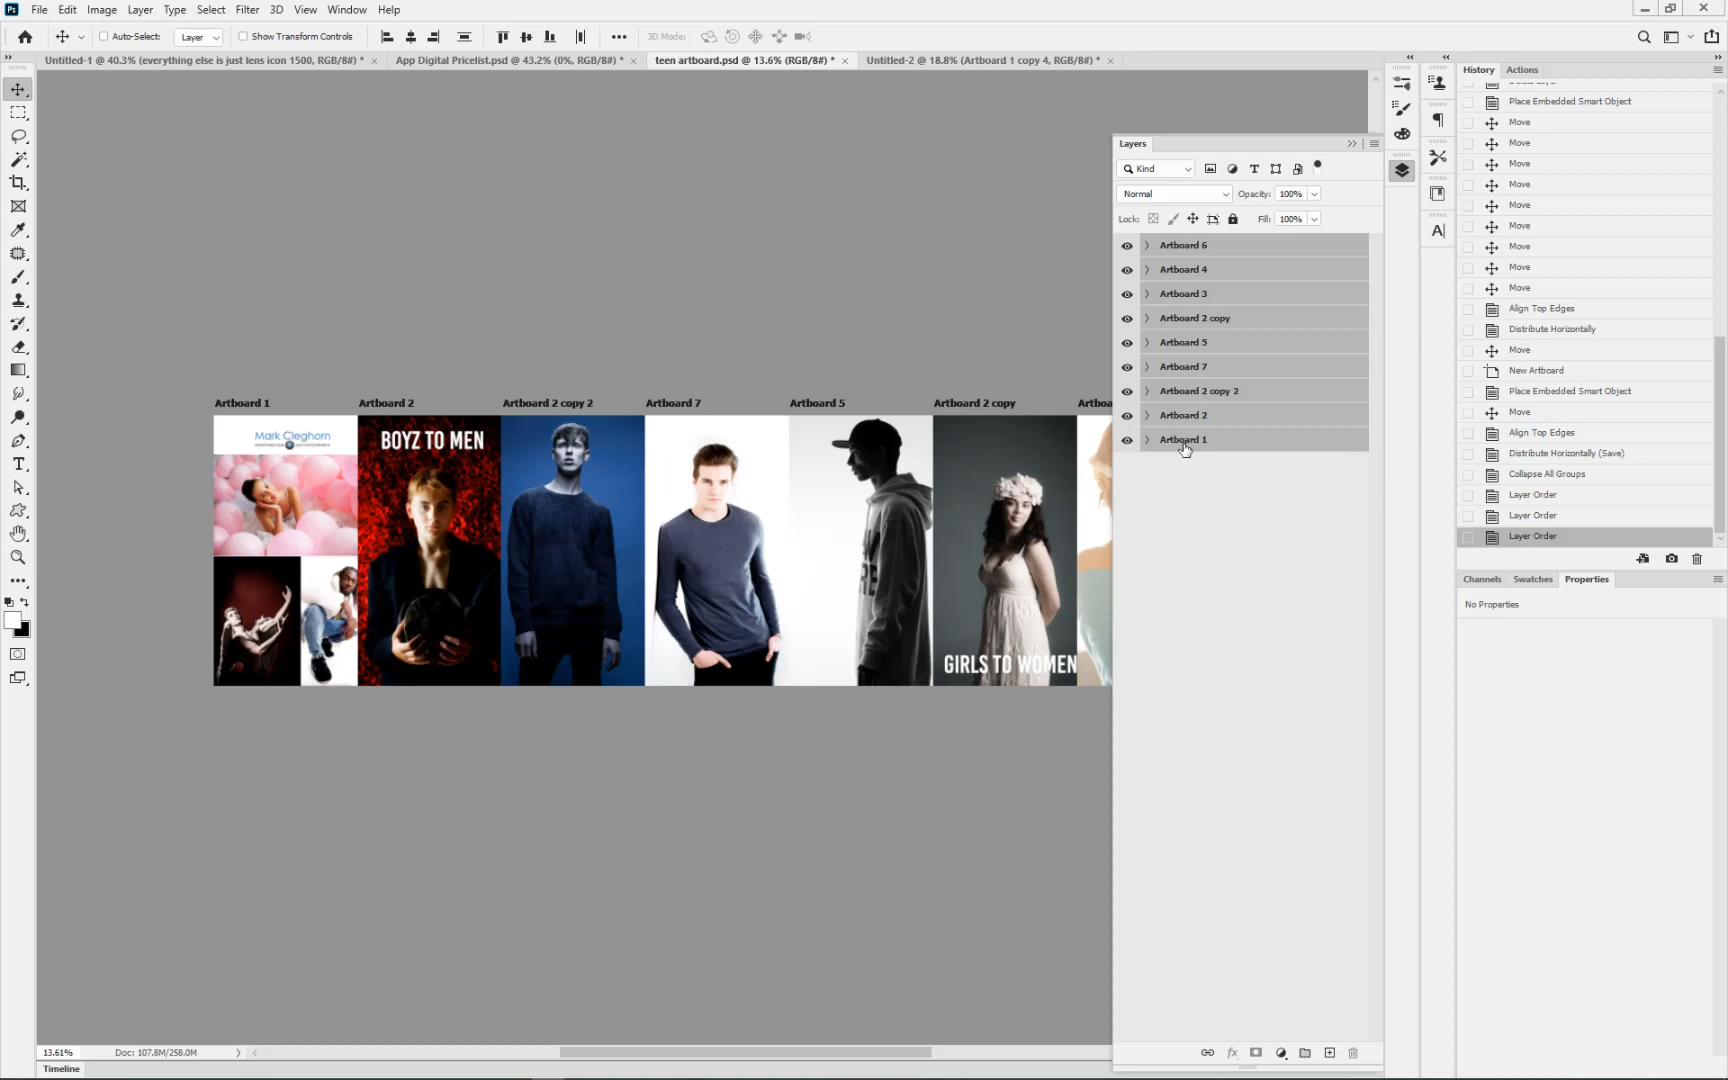 Ps File Edit Image Layer Type Select Filter 3D View Window Help
Auto-Select: Layer Show Transform Controls 3D Mode:
Untitled-1 @ 40.3% (everything else is just lens icon 1500, RGB/8#) * × App Digital Pricelist.psd @ 43.2% (0%, RGB/8#) * × teen artboard.psd @ 13.6% (RGB/8#) * × Untitled-2 @ 18.8% (Artboard 1 copy 4, RGB/8#) * ×
History Actions
Place Embedded Smart Object
Move
Move
Move
Move
Move
Move
Move
Move
Move
Align Top Edges
Distribute Horizontally
Move
New Artboard
Place Embedded Smart Object
Move
Align Top Edges
Distribute Horizontally (Save)
Collapse All Groups
Layer Order
Layer Order
Layer Order
Channels Swatches Properties
No Properties
Layers
Kind
Normal Opacity: 100%
Lock: Fill: 100%
Artboard 6
Artboard 4
Artboard 3
Artboard 2 copy
Artboard 5
Artboard 7
Artboard 2 copy 2
Artboard 2
Artboard 1
Artboard 1 Artboard 2 Artboard 2 copy 2 Artboard 7 Artboard 5 Artboard 2 copy Artboa
Mark Cleghorn
BOYZ TO MEN
GIRLS TO WOMEN
13.61% Doc: 107.8M/258.0M
Timeline